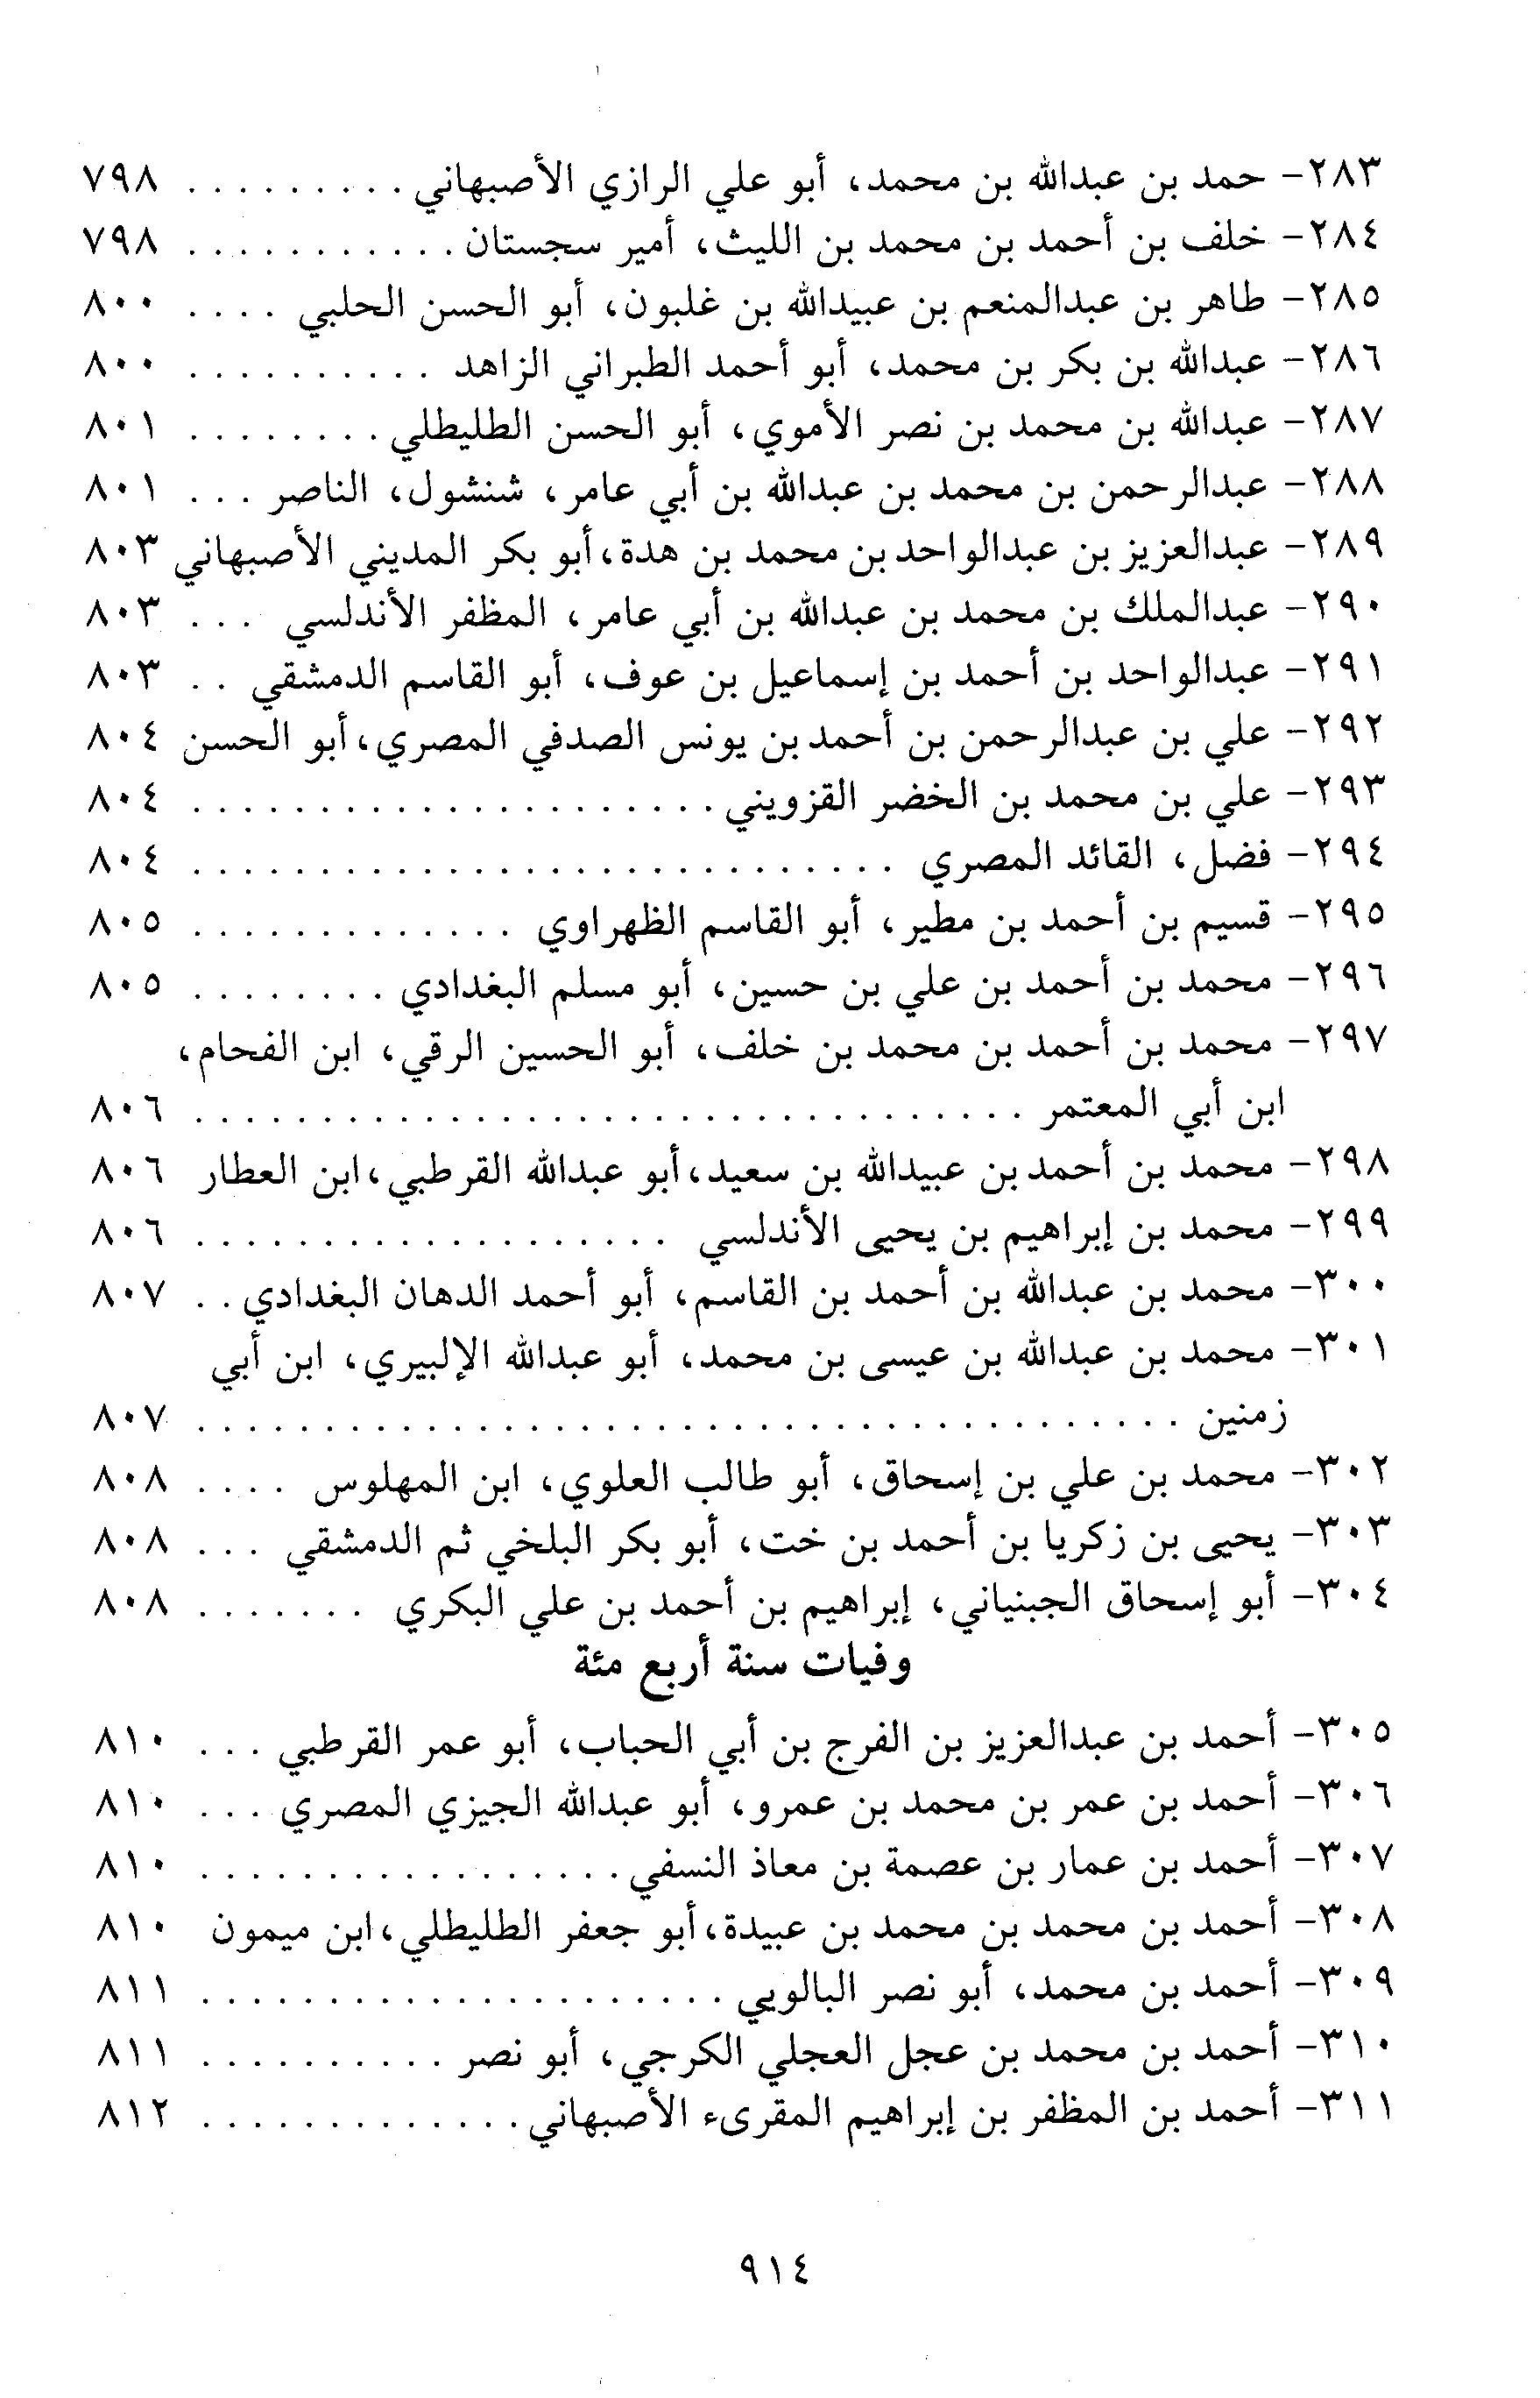 ٢٨٣- حمد بن عبدالله بن محمد، أبو علي الرازي الأصبهاني . . . . . . . . . ٧٩٨
٢٨٤- خلف بن أحمد بن محمد بن الليث، أمير سجستان . . . . . . . . . . . ٧٩٨
٢٨٥- طاهر بن عبدالمنعم بن عبيدالله بن غلبون، أبو الحسن الحلبي . . . . ٨٠٠
٢٨٦- عبدالله بن بكر بن محمد، أبو أحمد الطبراني الزاهد . . . . . . . . . . ٨٠٠
٢٨٧- عبدالله بن محمد بن نصر الأموي، أبو الحسن الطليطلي . . . . . . . . ٨٠١
٢٨٨- عبدالرحمن بن محمد بن عبدالله بن أبي عامر، شنشول، الناصر . . . ٨٠١
٢٨٩- عبدالعزيز بن عبدالواحد بن محمد بن هدة، أبو بكر المديني الأصبهاني ٨٠٣
٢٩٠- عبدالملك بن محمد بن عبدالله بن أبي عامر، المظفر الأندلسي . . . ٨٠٣
٢٩١- عبدالواحد بن أحمد بن إسماعيل بن عوف، أبو القاسم الدمشقي . . ٨٠٣
٢٩٢- علي بن عبدالرحمن بن أحمد بن يونس الصدفي المصري، أبو الحسن ٨٠٤
٢٩٣- علي بن محمد بن الخضر القزويني . . . . . . . . . . . . . . . . . . . . . ٨٠٤
٢٩٤- فضل، القائد المصري . . . . . . . . . . . . . . . . . . . . . . . . . . . . ٨٠٤
٢٩٥- قسيم بن أحمد بن مطير، أبو القاسم الظهراوي . . . . . . . . . . . . . ٨٠٥
٢٩٦- محمد بن أحمد بن علي بن حسين، أبو مسلم البغدادي . . . . . . . . ٨٠٥
٢٩٧- محمد بن أحمد بن محمد بن خلف، أبو الحسين الرقي، ابن الفحام،
ابن أبي المعتمر . . . . . . . . . . . . . . . . . . . . . . . . . . . . . . . . . ٨٠٦
٢٩٨- محمد بن أحمد بن عبيدالله بن سعيد، أبو عبدالله القرطبي، ابن العطار ٨٠٦
٢٩٩- محمد بن إبراهيم بن يحيى الأندلسي . . . . . . . . . . . . . . . . . . . ٨٠٦
٣٠٠- محمد بن عبدالله بن أحمد بن القاسم، أبو أحمد الدهان البغدادي . . ٨٠٧
٣٠١- محمد بن عبدالله بن عيسى بن محمد، أبو عبدالله الإلبيري، ابن أبي
زمنين . . . . . . . . . . . . . . . . . . . . . . . . . . . . . . . . . . . . . . . ٨٠٧
٣٠٢- محمد بن علي بن إسحاق، أبو طالب العلوي، ابن المهلوس . . . . ٨٠٨
٣٠٣- يحيى بن زكريا بن أحمد بن خت، أبو بكر البلخي ثم الدمشقي . . . ٨٠٨
٣٠٤- أبو إسحاق الجبنياني، إبراهيم بن أحمد بن علي البكري . . . . . . . ٨٠٨
وفيات سنة أربع مئة
٣٠٥- أحمد بن عبدالعزيز بن الفرج بن أبي الحباب، أبو عمر القرطبي . . . ٨١٠
٣٠٦- أحمد بن عمر بن محمد بن عمرو، أبو عبدالله الجيزي المصري . . . ٨١٠
٣٠٧- أحمد بن عمار بن عصمة بن معاذ النسفي . . . . . . . . . . . . . . . . . ٨١٠
٣٠٨- أحمد بن محمد بن محمد بن عبيدة، أبو جعفر الطليطلي، ابن ميمون ٨١٠
٣٠٩- أحمد بن محمد، أبو نصر البالويي . . . . . . . . . . . . . . . . . . . . . ٨١١
٣١٠- أحمد بن محمد بن عجل العجلي الكرجي، أبو نصر . . . . . . . . . . ٨١١
٣١١- أحمد بن المظفر بن إبراهيم المقرىء الأصبهاني . . . . . . . . . . . . . ٨١٢
٩١٤